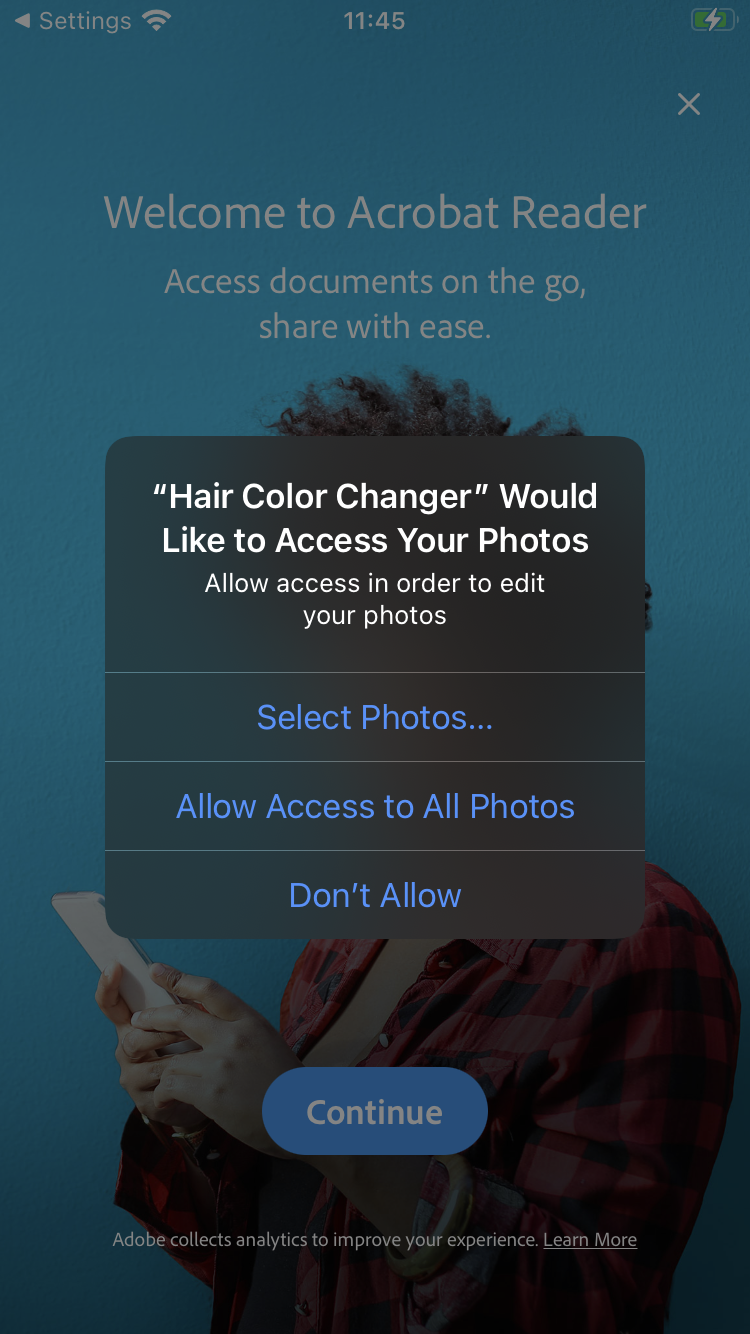 Settings
11:45
Welcome to Acrobat Reader
Access documents on the go,
share with ease.
“Hair Color Changer” Would
Like to Access Your Photos
Allow access in order to edit
your photos
Select Photos...
Allow Access to All Photos
Don’t Allow
Continue
Adobe collects analytics to improve your experience. Learn More